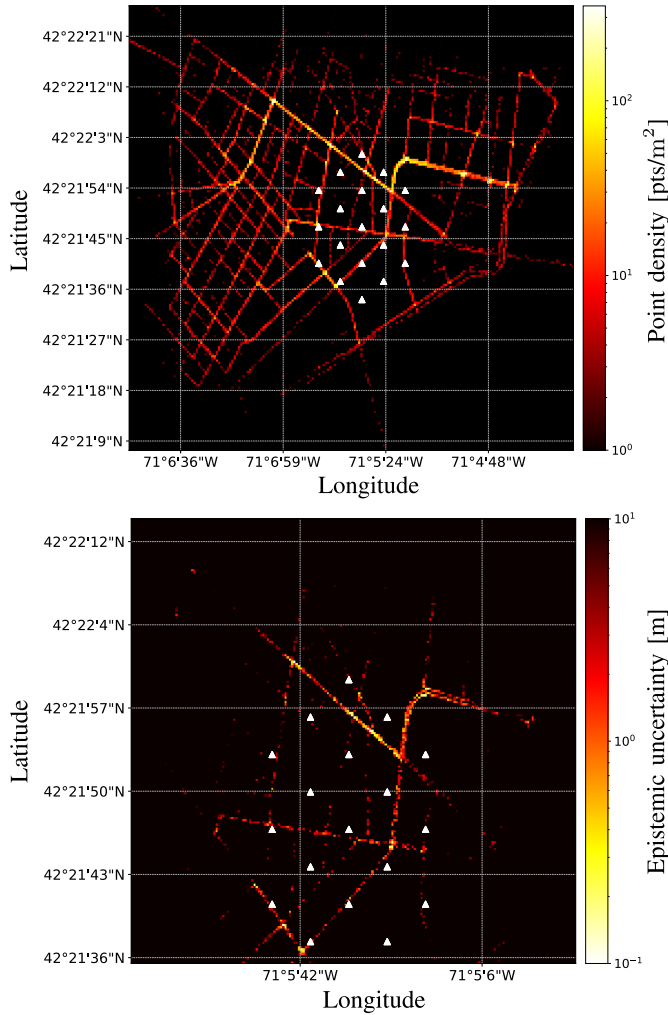 42°22'21"N
42°22'12"N
42°22'3"N
42°21'54"N
42°21'45"N
42°21'36"N
42°21'27"N
42°21'18"N
42°21'9"N
Latitude
71°6'36"W 71°6'59"W 71°5'24"W 71°4'48"W
Longitude
10²
10¹
10⁰
Point density [pts/m²]
42°22'12"N
42°22'4"N
42°21'57"N
42°21'50"N
42°21'43"N
42°21'36"N
Latitude
71°5'42"W 71°5'6"W
Longitude
10¹
10⁰
10⁻¹
Epistemic uncertainty [m]